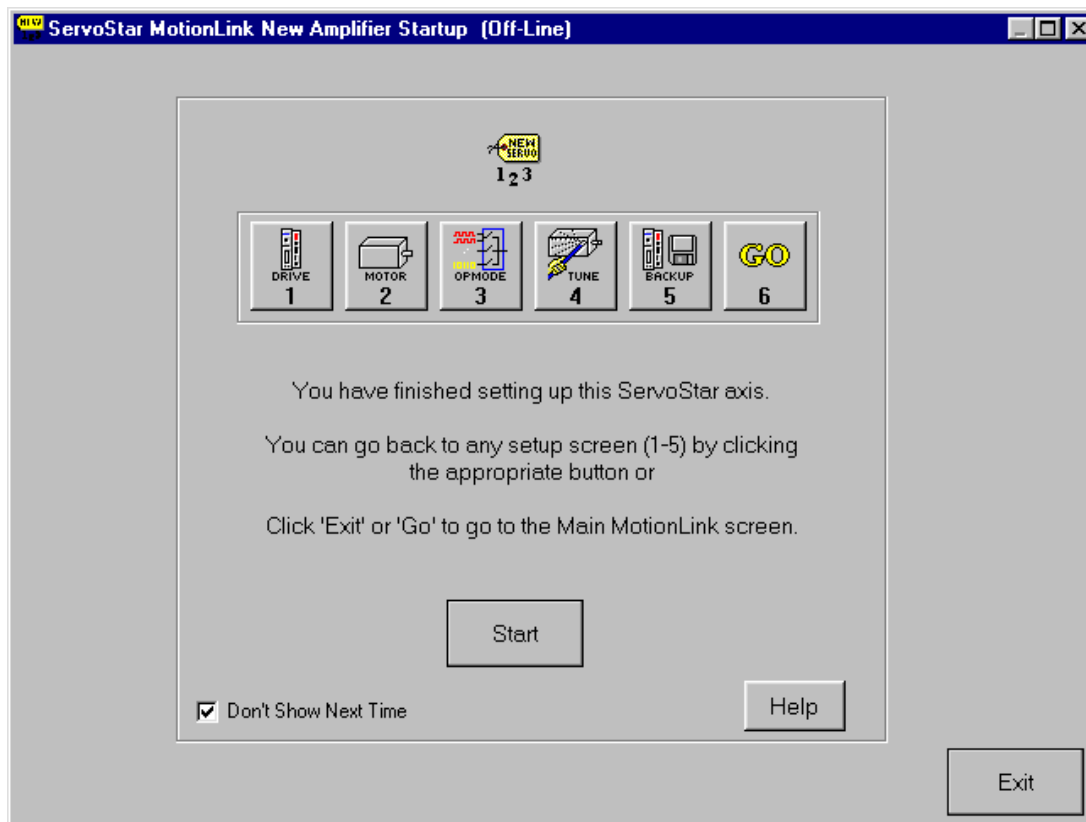 ServoStar MotionLink New Amplifier Startup (Off-Line)
NEW
SERVO
1 2 3
DRIVE
1
MOTOR
2
OPMODE
3
TUNE
4
BACKUP
5
GO
6
You have finished setting up this ServoStar axis.
You can go back to any setup screen (1-5) by clicking
the appropriate button or
Click 'Exit' or 'Go' to go to the Main MotionLink screen.
Start
Don't Show Next Time
Help
Exit